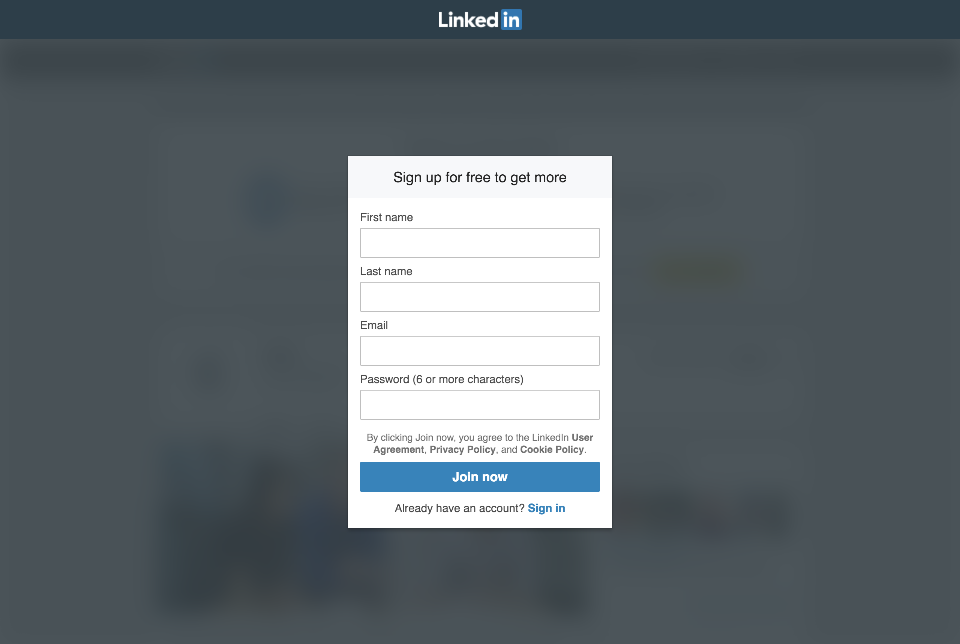 LinkedIn
Sign up for free to get more
First name
Last name
Email
Password (6 or more characters)
By clicking Join now, you agree to the LinkedIn User
Agreement, Privacy Policy, and Cookie Policy.
Join now
Already have an account? Sign in